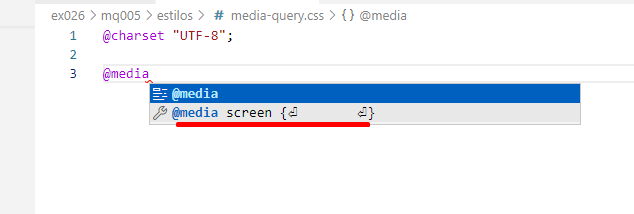 ex026 > mq005 > estilos > # media-query.css > { } @media
1 @charset "UTF-8";
2
3 @media
@media
@media screen {⏎ ⏎}